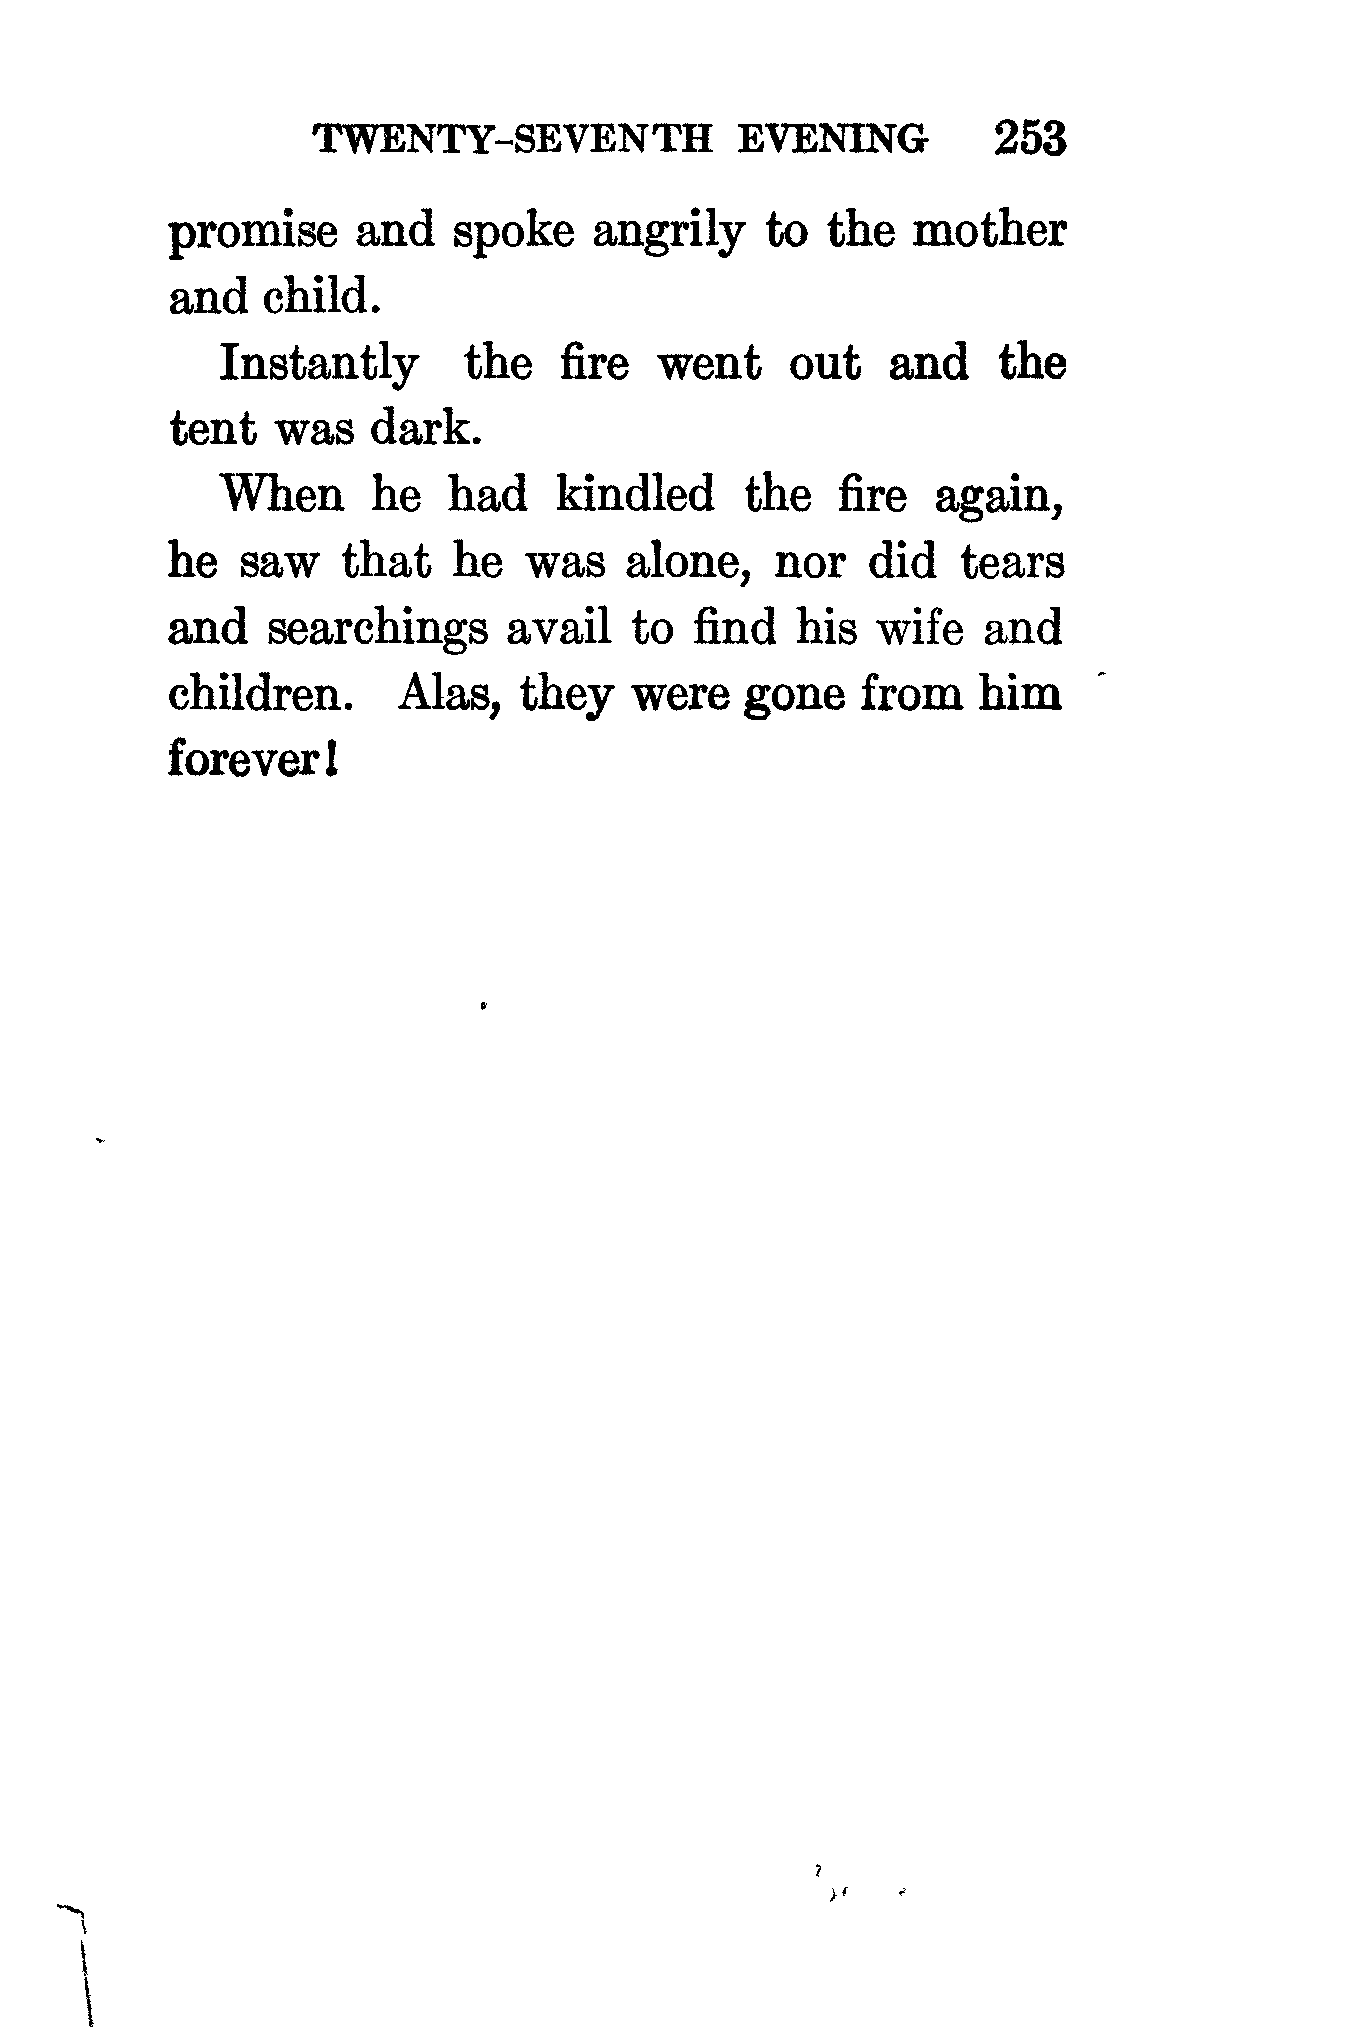 TWENTY-SEVENTH EVENING 253
promise and spoke angrily to the mother
and child.
Instantly the fire went out and the
tent was dark.
When he had kindled the fire again,
he saw that he was alone, nor did tears
and searchings avail to find his wife and
children. Alas, they were gone from him
forever!